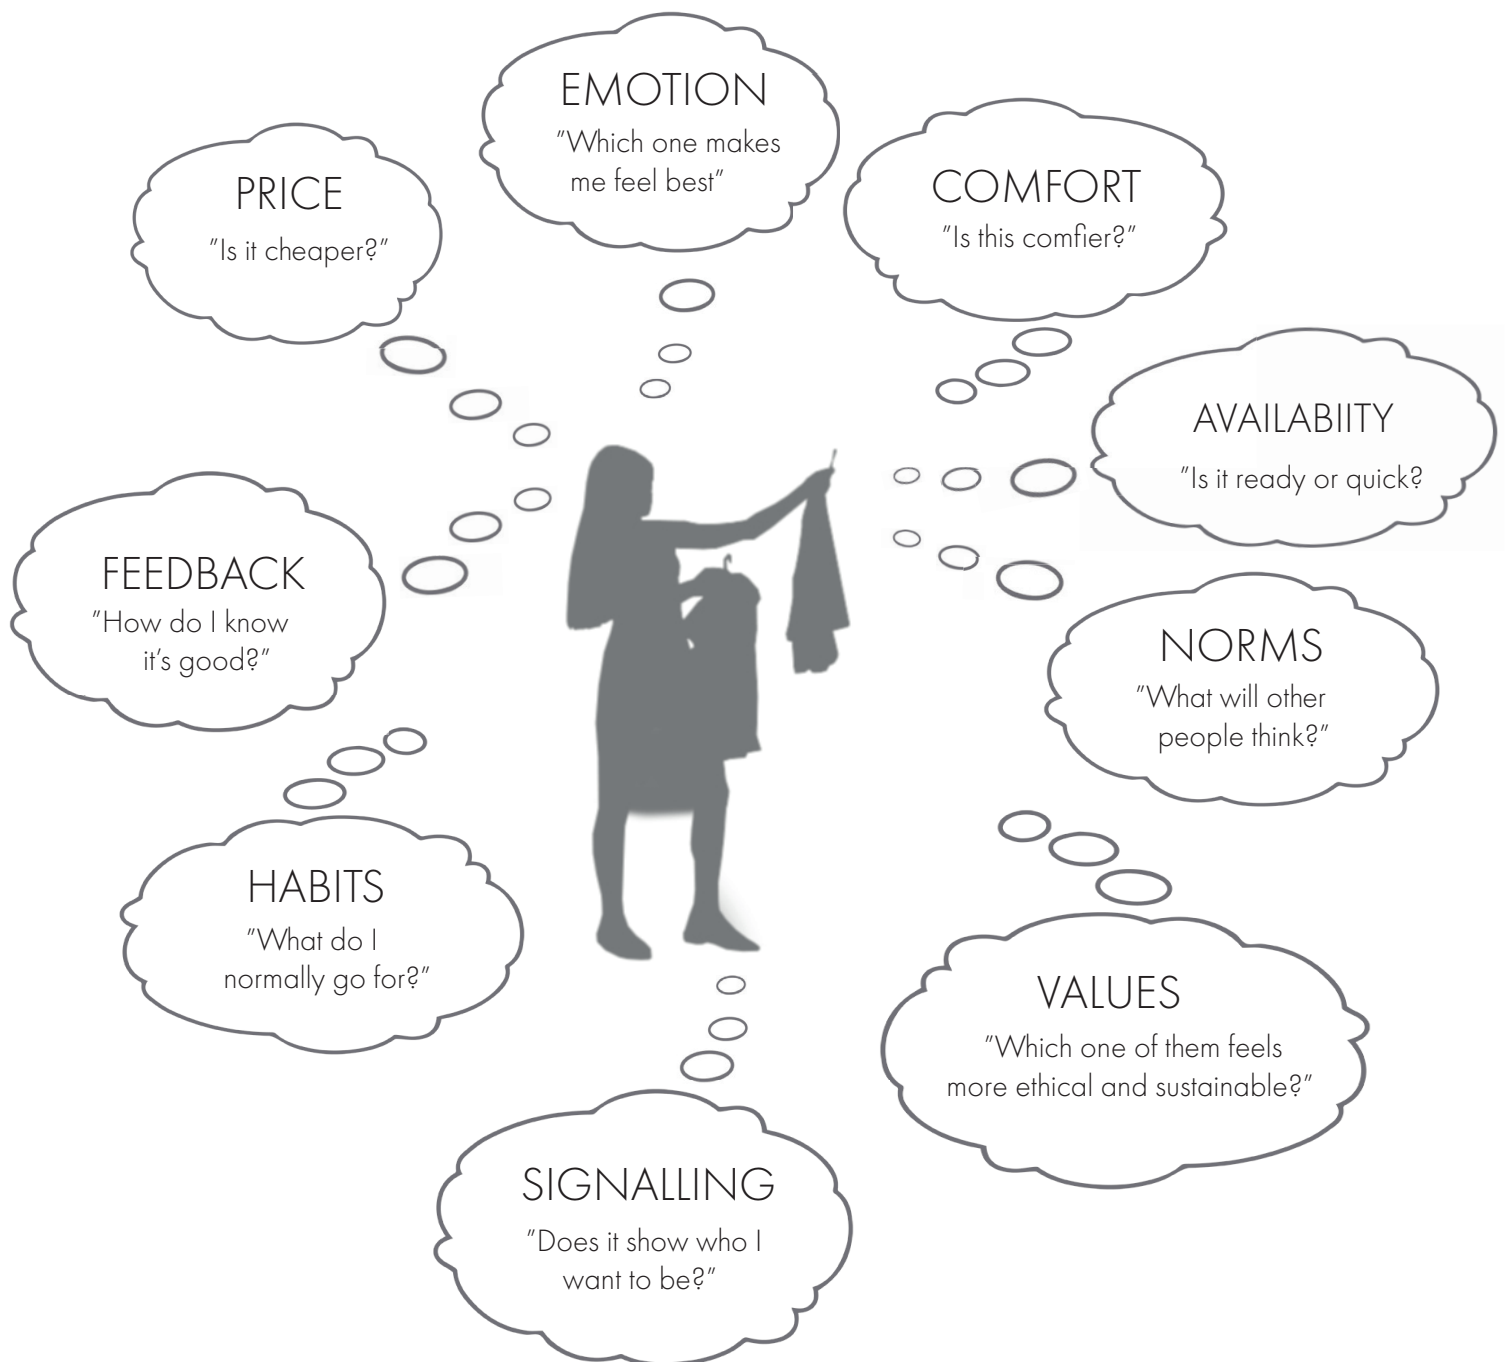 EMOTION
"Which one makes
me feel best"
PRICE
"Is it cheaper?"
COMFORT
"Is this comfier?"
AVAILABIITY
"Is it ready or quick?
FEEDBACK
"How do I know
it's good?"
NORMS
"What will other
people think?"
HABITS
"What do I
normally go for?"
VALUES
"Which one of them feels
more ethical and sustainable?"
SIGNALLING
"Does it show who I
want to be?"